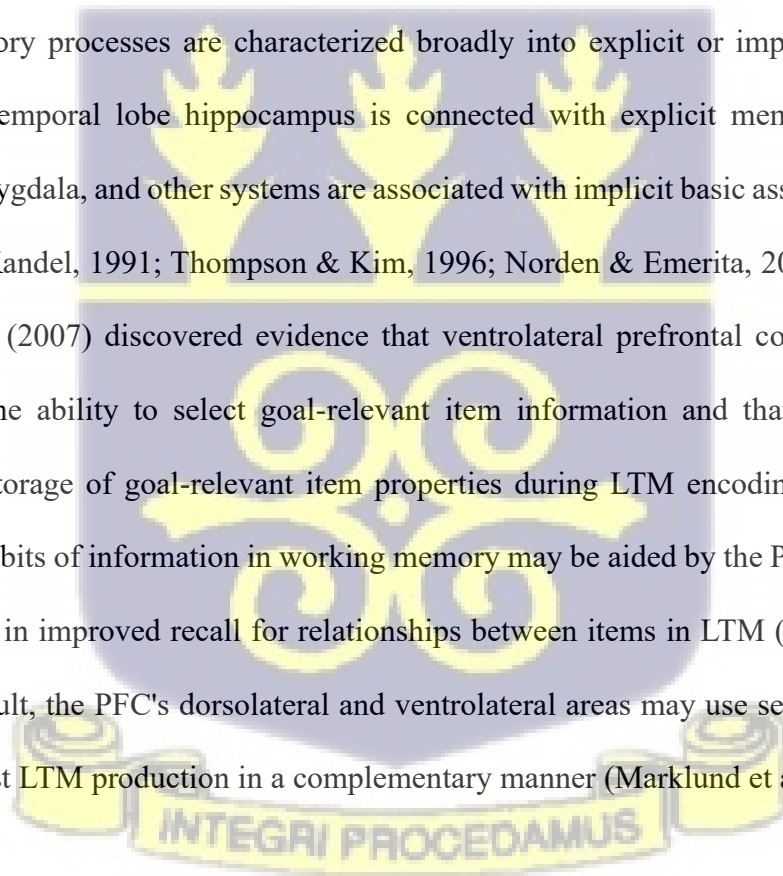 ory processes are characterized broadly into explicit or imp
emporal lobe hippocampus is connected with explicit men
ygdala, and other systems are associated with implicit basic ass
Kandel, 1991; Thompson & Kim, 1996; Norden & Emerita, 20
(2007) discovered evidence that ventrolateral prefrontal co
ne ability to select goal-relevant item information and tha
torage of goal-relevant item properties during LTM encodin
bits of information in working memory may be aided by the P
in improved recall for relationships between items in LTM (
ult, the PFC's dorsolateral and ventrolateral areas may use se
st LTM production in a complementary manner (Marklund et a
INTEGRI PROCEDAMUS